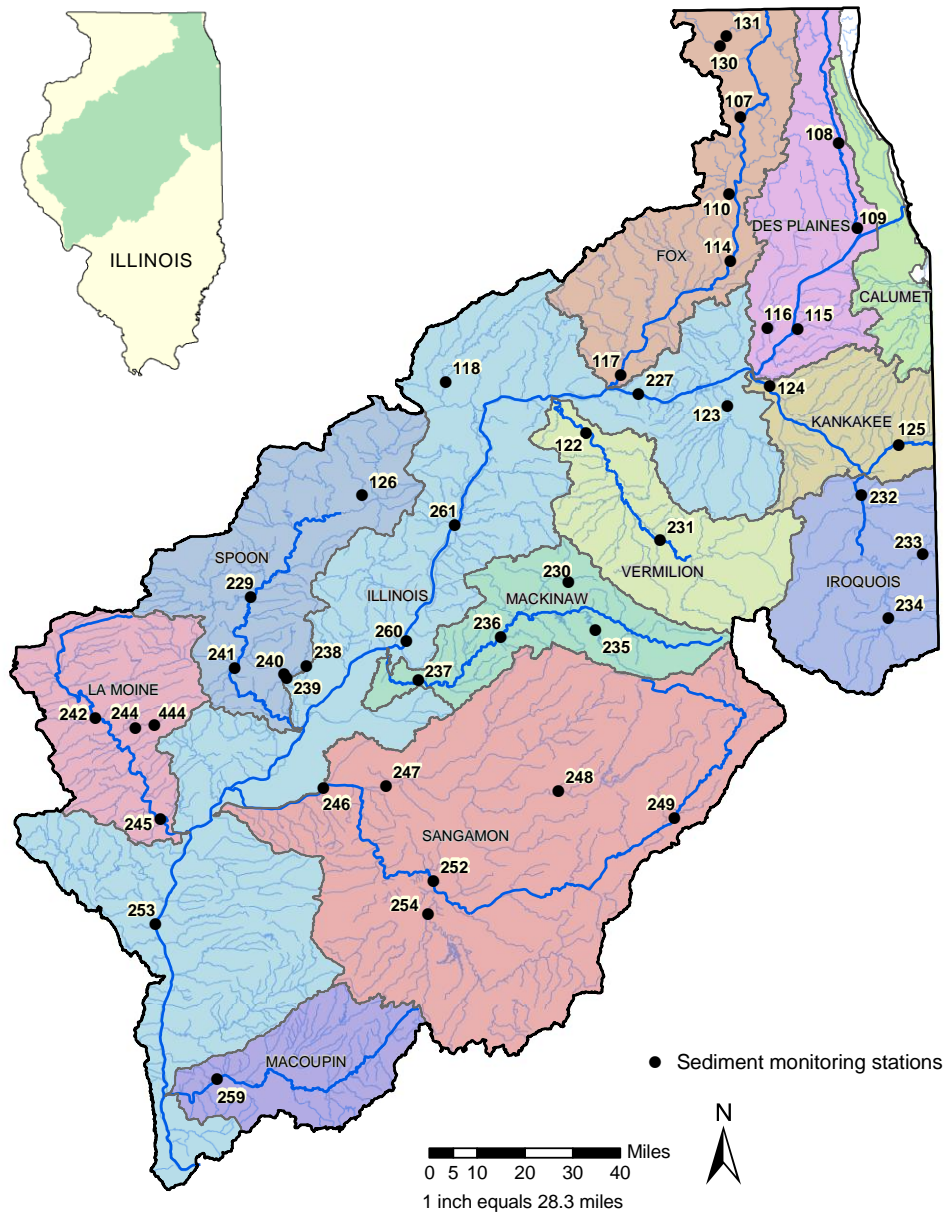 131
130
107
108
ILLINOIS
110
109
DES PLAINES
114
FOX
CALUMET
116
115
117
118
227
124
123
KANKAKEE
125
122
126
232
261
231
233
SPOON
VERMILION
230
IROQUOIS
229
ILLINOIS
MACKINAW
234
236
260
235
241
240
238
239
237
LA MOINE
242
244
444
247
248
246
249
245
SANGAMON
252
254
253
MACOUPIN
259
Sediment monitoring stations
N
Miles
0 5 10 20 30 40
1 inch equals 28.3 miles